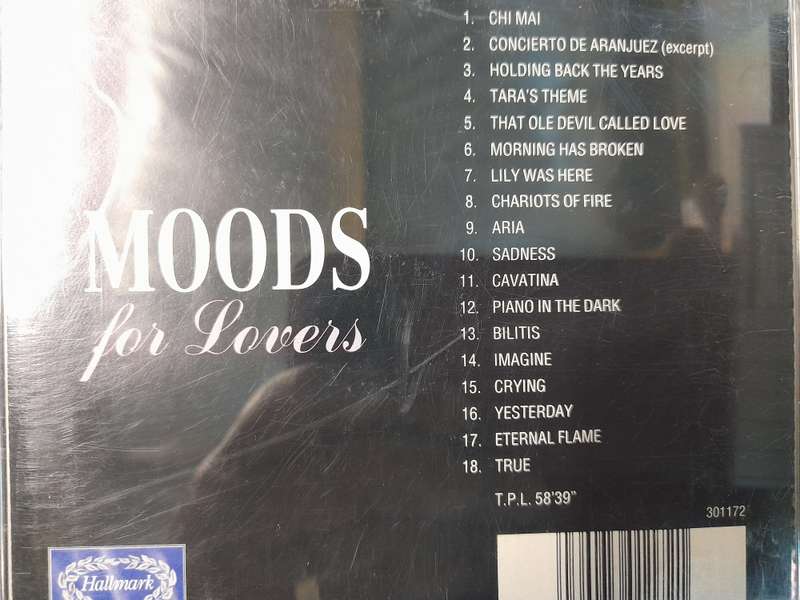 1. CHI MAI
2. CONCIERTO DE ARANJUEZ (excerpt)
3. HOLDING BACK THE YEARS
4. TARA'S THEME
5. THAT OLE DEVIL CALLED LOVE
6. MORNING HAS BROKEN
7. LILY WAS HERE
8. CHARIOTS OF FIRE
9. ARIA
10. SADNESS
11. CAVATINA
12. PIANO IN THE DARK
13. BILITIS
14. IMAGINE
15. CRYING
16. YESTERDAY
17. ETERNAL FLAME
18. TRUE
T.P.L. 58'39"
301172
MOODS
for Lovers
Hallmark